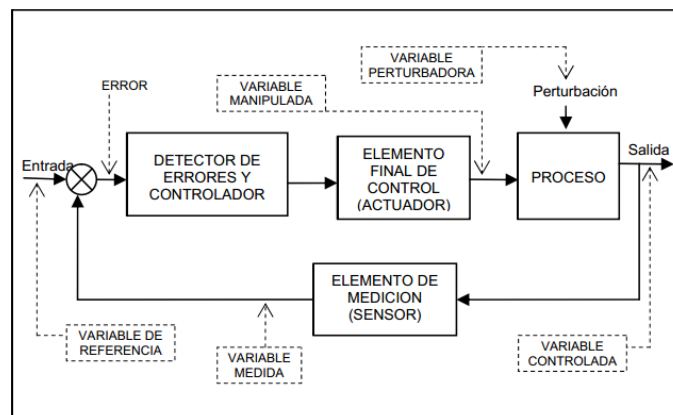 VARIABLE
PERTURBADORA
ERROR
VARIABLE
MANIPULADA
Perturbación
Entrada
DETECTOR DE
ERRORES Y
CONTROLADOR
ELEMENTO
FINAL DE
CONTROL
(ACTUADOR)
PROCESO
Salida
ELEMENTO DE
MEDICION
(SENSOR)
VARIABLE DE
REFERENCIA
VARIABLE
MEDIDA
VARIABLE
CONTROLADA